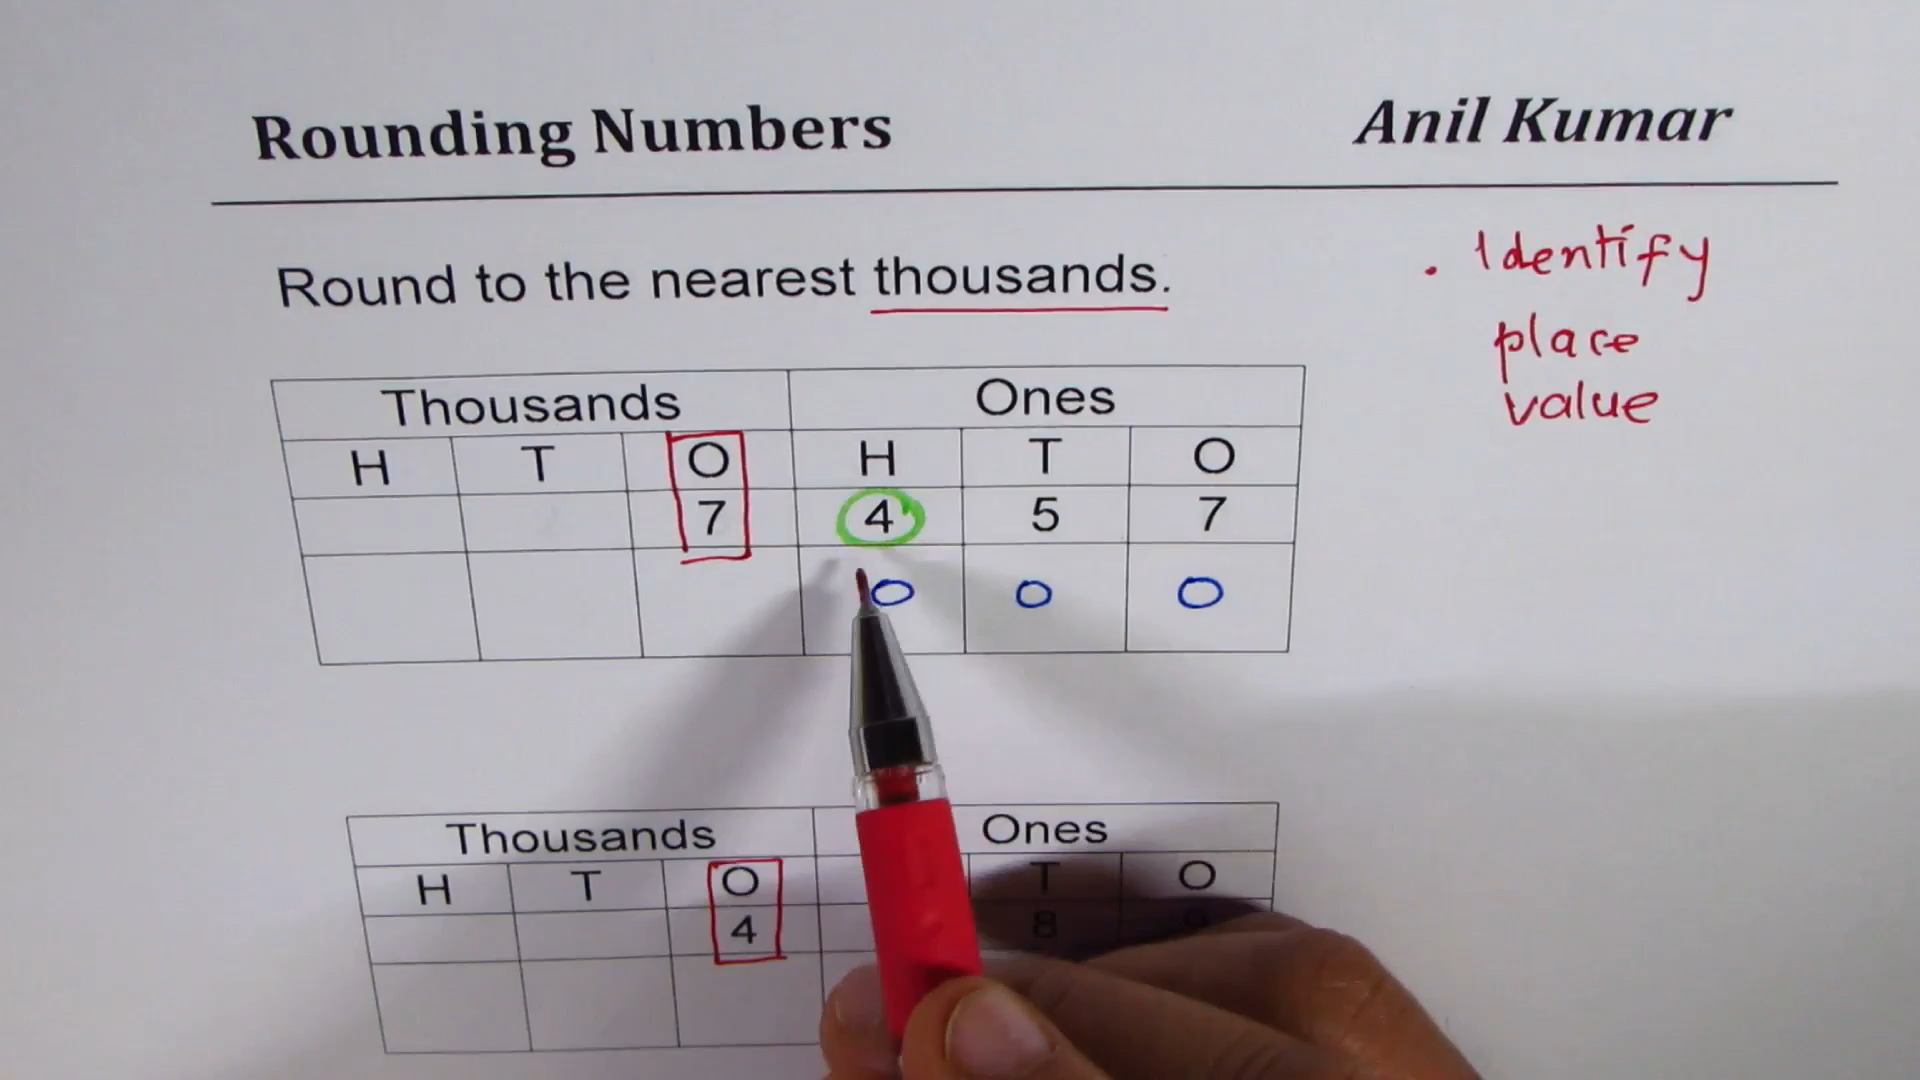 Rounding Numbers Anil Kumar
Round to the nearest thousands.
. Identify
place
value
Thousands Ones
H T O H T O
7 4 5 7
0 0 0
Thousands Ones
H T O T O
4 8